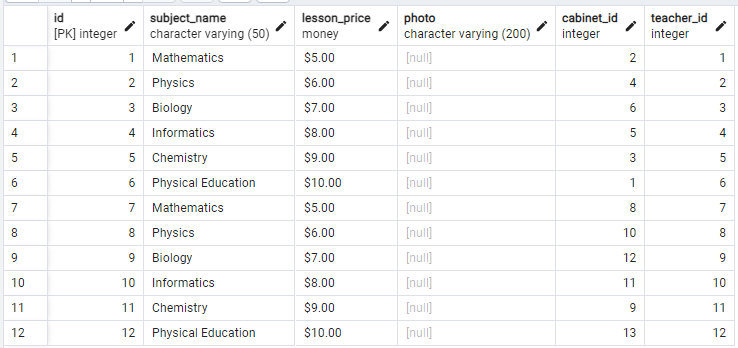 id subject_name lesson_price photo cabinet_id teacher_id
[PK] integer character varying (50) money character varying (200) integer integer
1 1 Mathematics $5.00 [null] 2 1
2 2 Physics $6.00 [null] 4 2
3 3 Biology $7.00 [null] 6 3
4 4 Informatics $8.00 [null] 5 4
5 5 Chemistry $9.00 [null] 3 5
6 6 Physical Education $10.00 [null] 1 6
7 7 Mathematics $5.00 [null] 8 7
8 8 Physics $6.00 [null] 10 8
9 9 Biology $7.00 [null] 12 9
10 10 Informatics $8.00 [null] 11 10
11 11 Chemistry $9.00 [null] 9 11
12 12 Physical Education $10.00 [null] 13 12